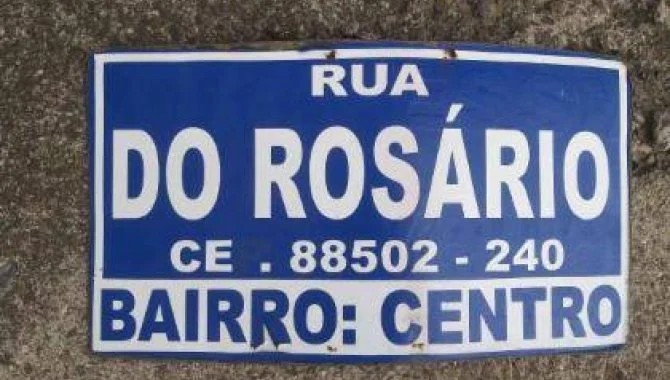 RUA
DO ROSÁRIO
CE . 88502 - 240
BAIRRO: CENTRO